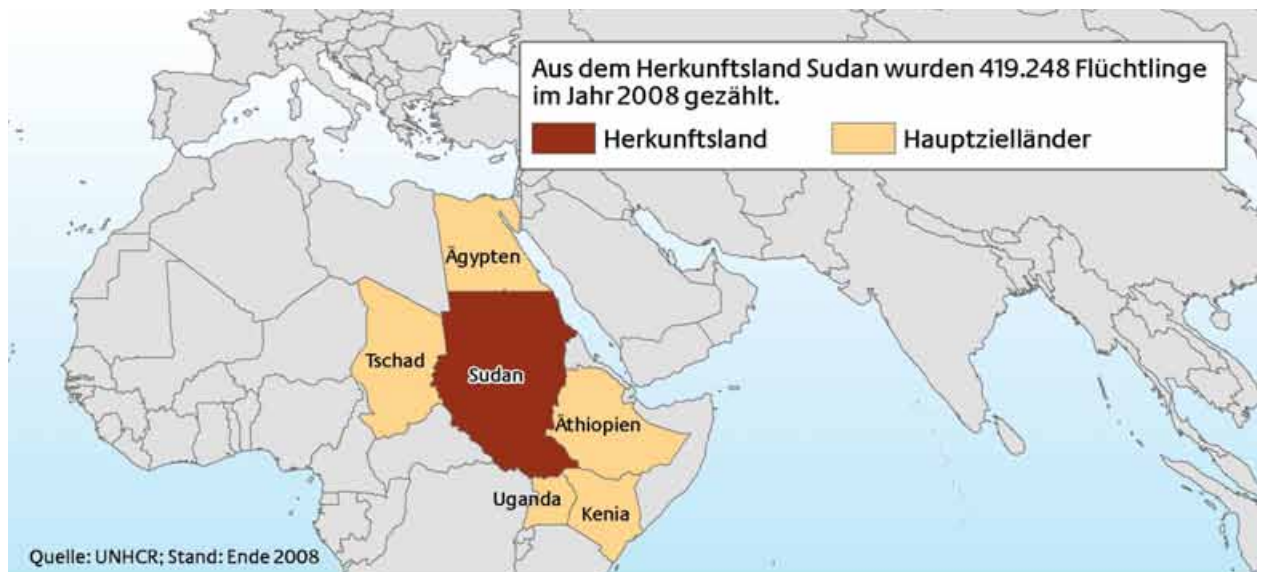 Aus dem Herkunftsland Sudan wurden 419.248 Flüchtlinge
im Jahr 2008 gezählt.
Herkunftsland
Hauptzielländer
Ägypten
Tschad
Sudan
Äthiopien
Uganda
Kenia
Quelle: UNHCR; Stand: Ende 2008